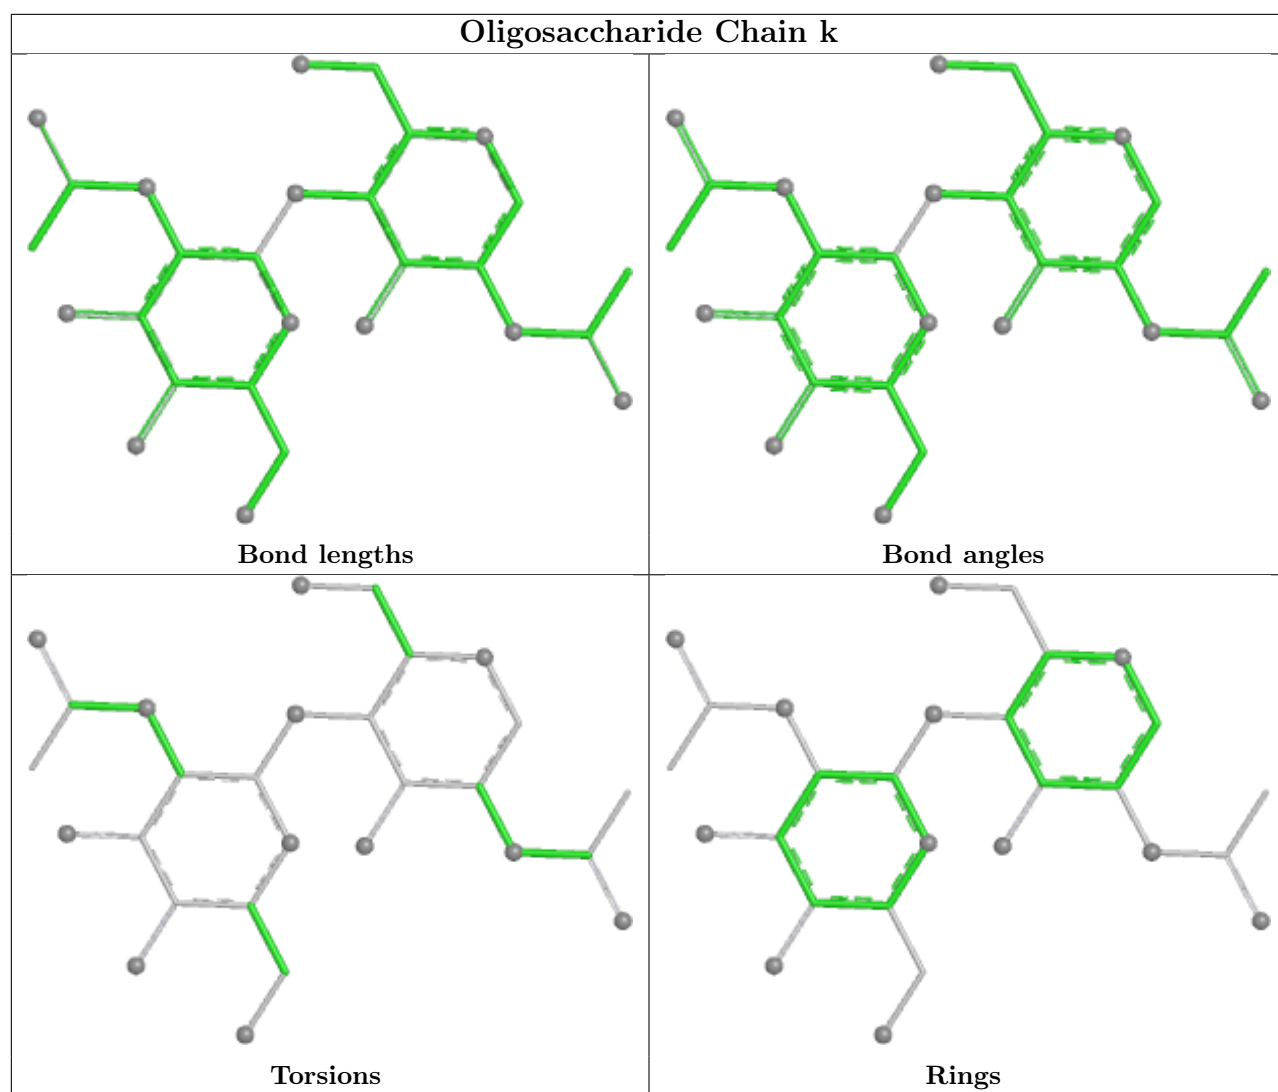 Oligosaccharide Chain k
Bond lengths
Bond angles
Torsions
Rings